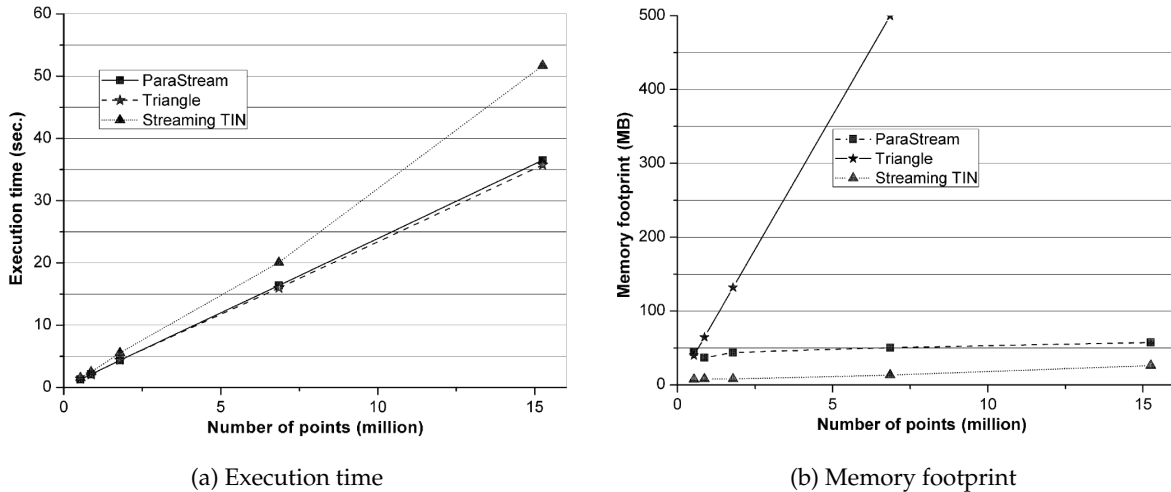 60
50
40
30
20
10
0
Execution time (sec.)
ParaStream
Triangle
Streaming TIN
0
5
10
15
Number of points (million)
(a) Execution time
500
400
300
200
100
0
Memory footprint (MB)
ParaStream
Triangle
Streaming TIN
0
5
10
15
Number of points (million)
(b) Memory footprint